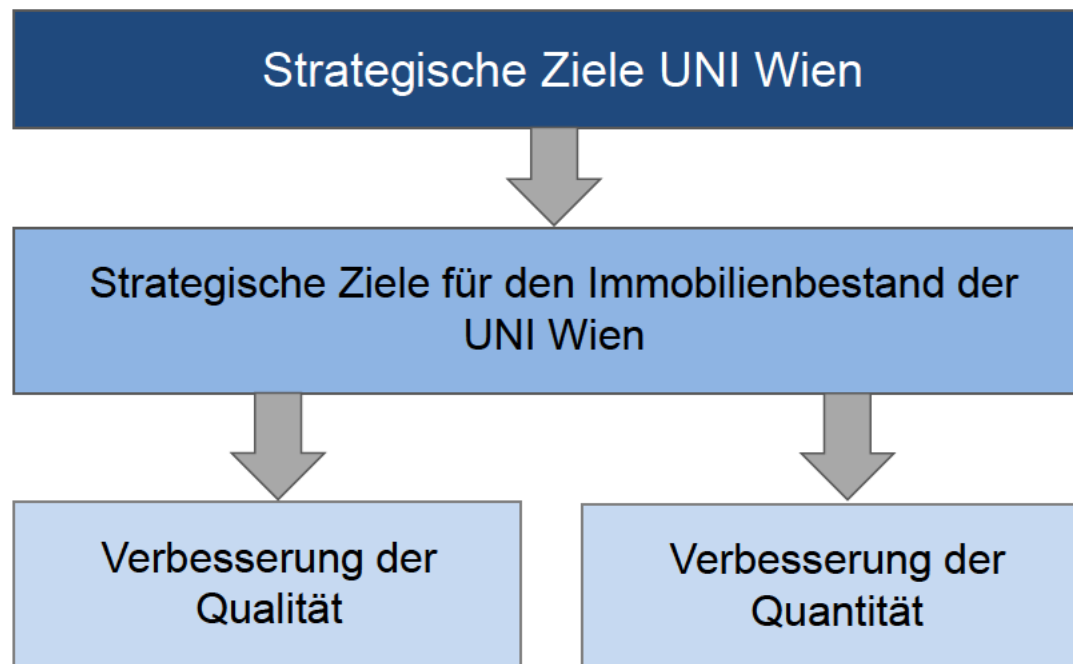 Strategische Ziele UNI Wien
Strategische Ziele für den Immobilienbestand der
UNI Wien
Verbesserung der
Qualität
Verbesserung der
Quantität